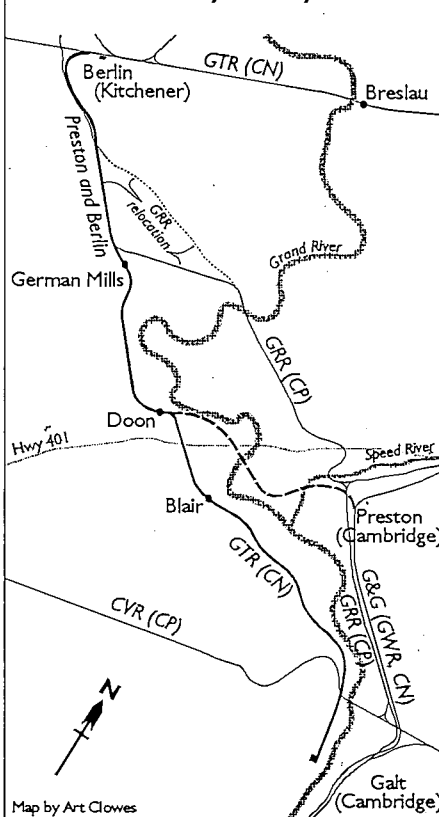 GTR (CN)
Berlin
(Kitchener)
Breslau
Preston and Berlin
GRR
relocation
Grand River
German Mills
GRR (CP)
Doon
Hwy 401
Speed River
Blair
Preston
(Cambridge)
GTR (CN)
G&G (GWR, CN)
GRR (CP)
CVR (CP)
N
Galt
(Cambridge)
Map by Art Clowes